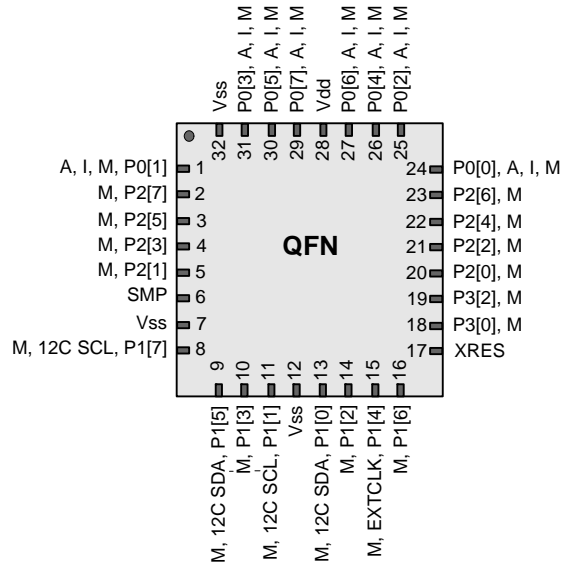 Vss
P0[3], A, I, M
P0[5], A, I, M
P0[7], A, I, M
Vdd
P0[6], A, I, M
P0[4], A, I, M
P0[2], A, I, M
32
31
30
29
28
27
26
25
A, I, M, P0[1]
1
M, P2[7]
2
M, P2[5]
3
M, P2[3]
4
M, P2[1]
5
SMP
6
Vss
7
M, 12C SCL, P1[7]
8
QFN
24
P0[0], A, I, M
23
P2[6], M
22
P2[4], M
21
P2[2], M
20
P2[0], M
19
P3[2], M
18
P3[0], M
17
XRES
9
10
11
12
13
14
15
16
M, 12C SDA, P1[5]
M, P1[3]
M, 12C SCL, P1[1]
Vss
M, 12C SDA, P1[0]
M, P1[2]
M, EXTCLK, P1[4]
M, P1[6]